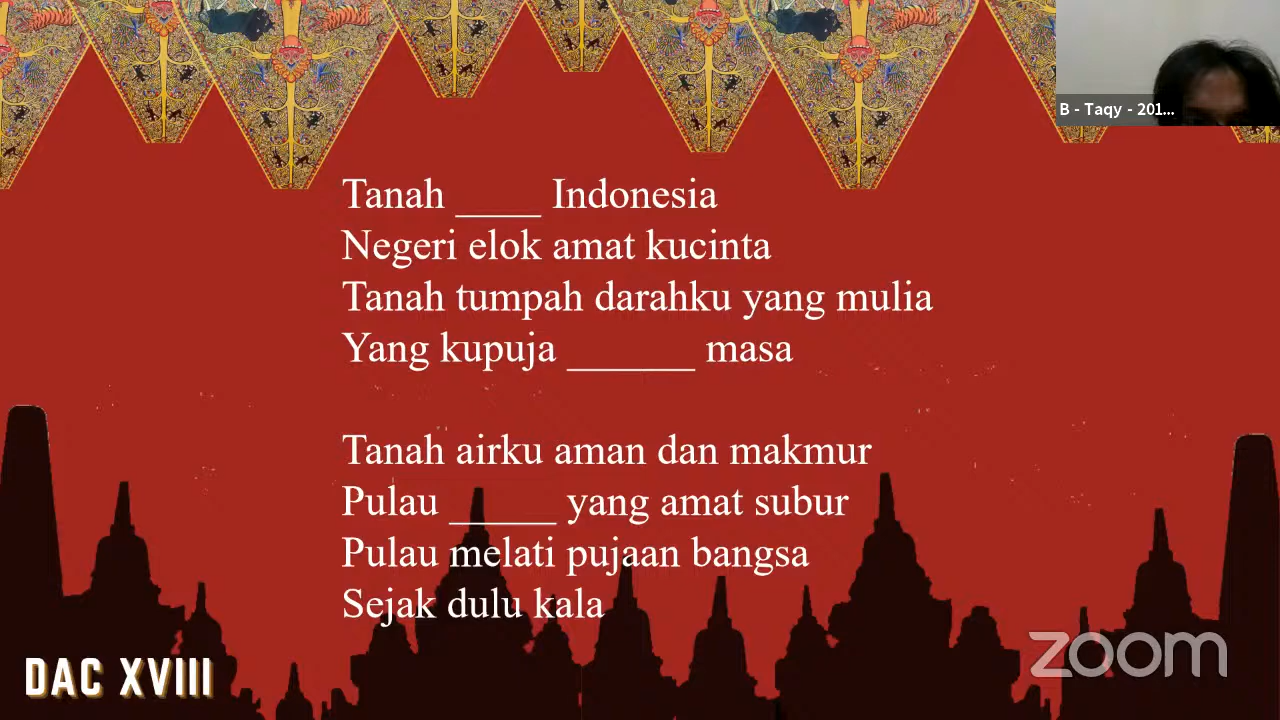 B - Taqy - 201...
Tanah ____ Indonesia
Negeri elok amat kucinta
Tanah tumpah darahku yang mulia
Yang kupuja ______ masa
Tanah airku aman dan makmur
Pulau _____ yang amat subur
Pulau melati pujaan bangsa
Sejak dulu kala
DAC XVIII
zoom